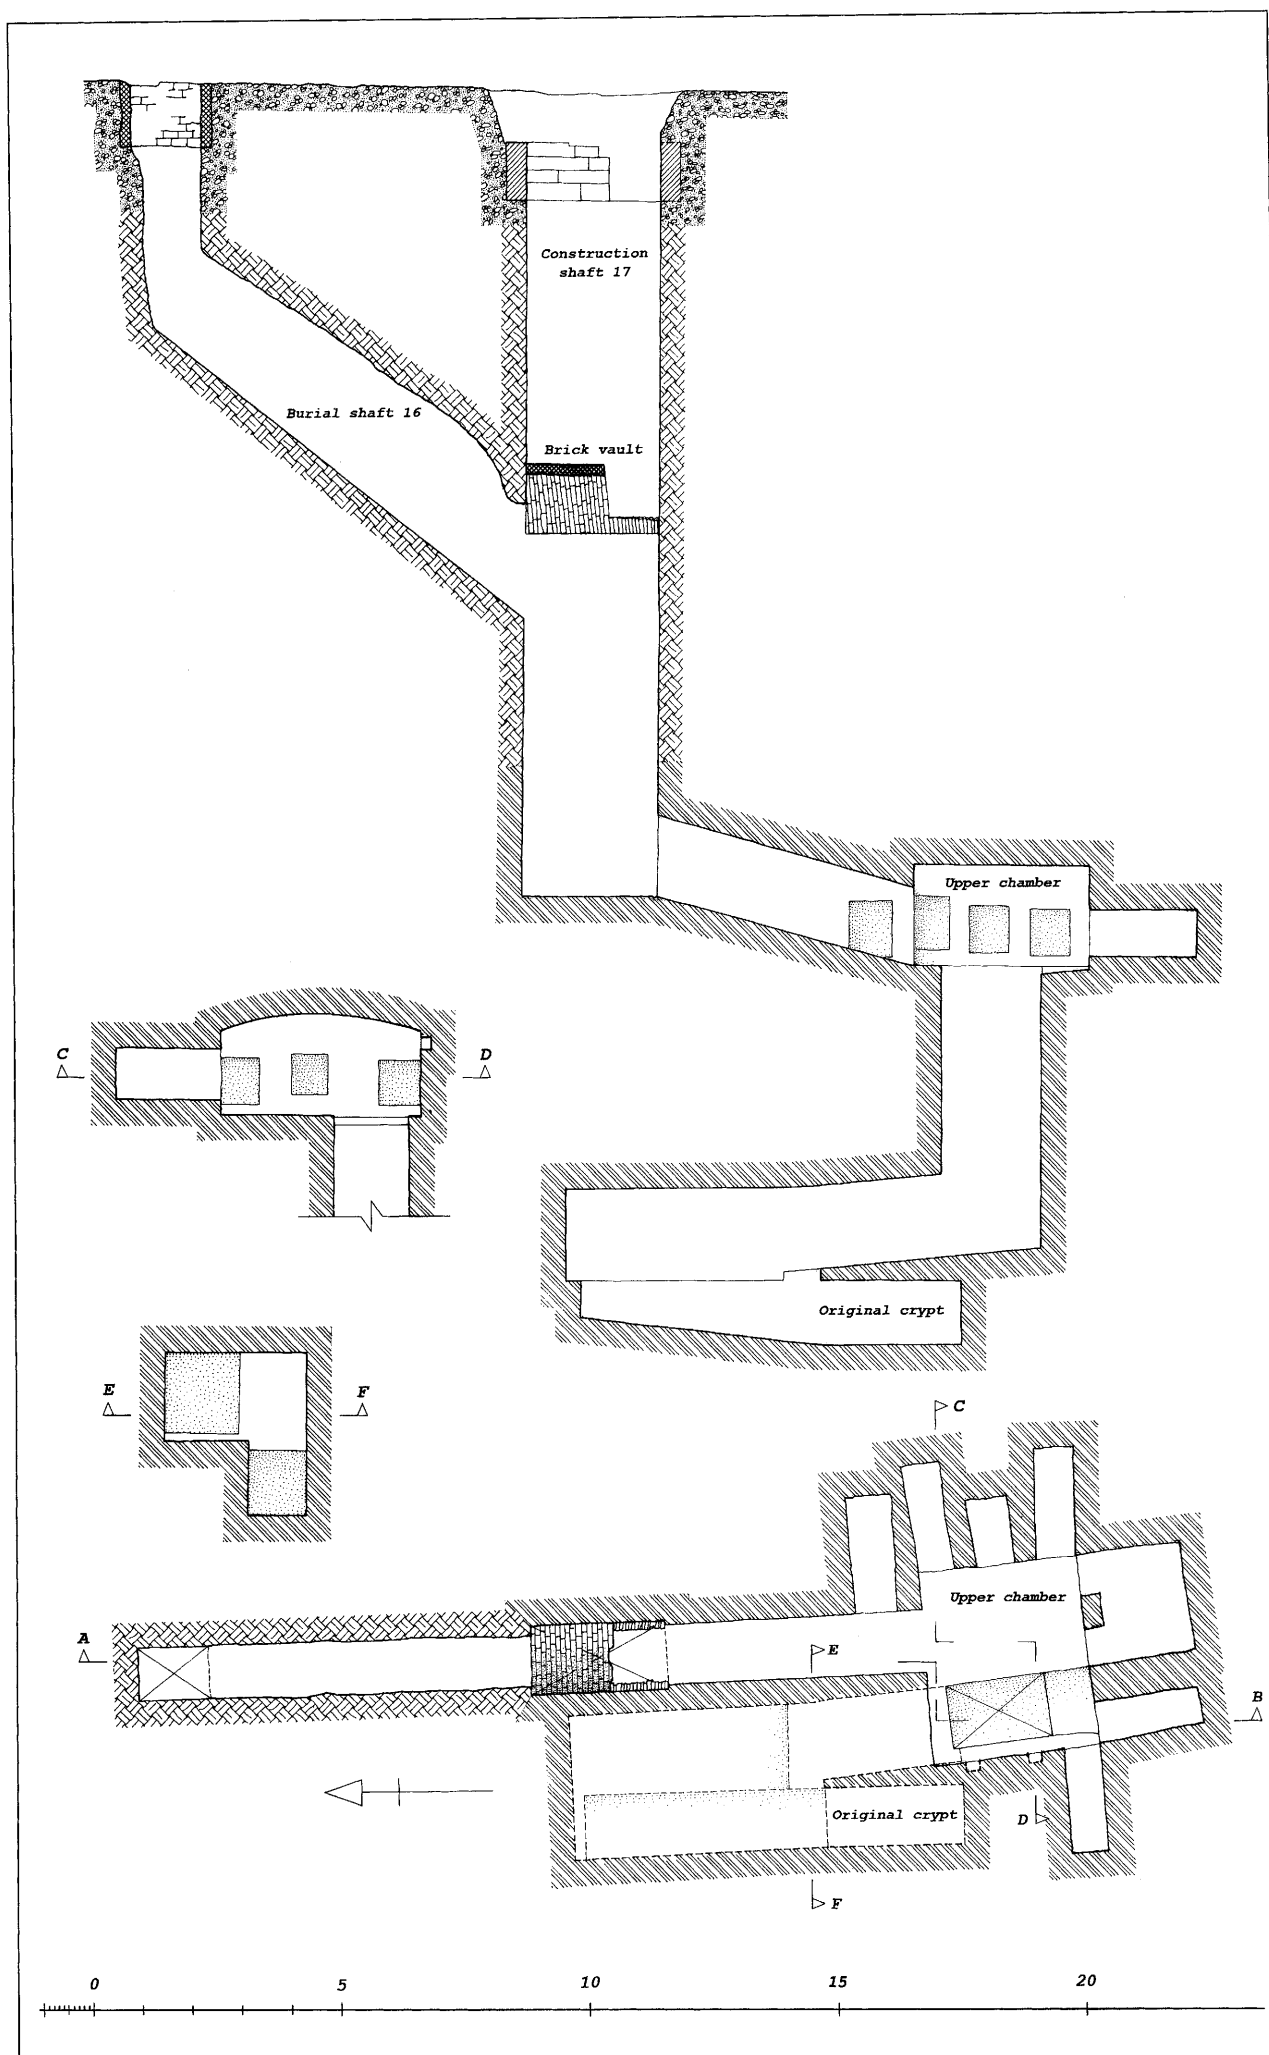 Construction
shaft 17
Burial shaft 16
Brick vault
Upper chamber
C
D
Original crypt
E
F
C
Upper chamber
A
E
B
Original crypt
D
F
0 5 10 15 20